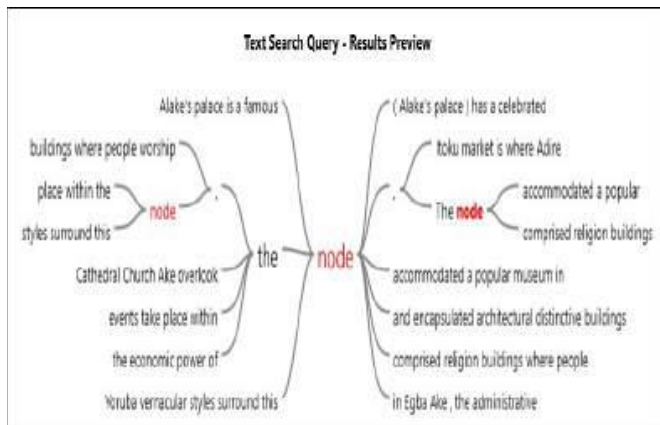 Text Search Query - Results Preview
Alake's palace is a famous
buildings where people worship
,
place within the
node
styles surround this
the
Cathedral Church Ake overlook
events take place within
the economic power of
Yoruba vernacular styles surround this
node
( Alake's palace ) has a celebrated
,
itoku market is where Adire
The node
accommodated a popular
comprised religion buildings
accommodated a popular museum in
and encapsulated architectural distinctive buildings
comprised religion buildings where people
in Egba Ake , the administrative